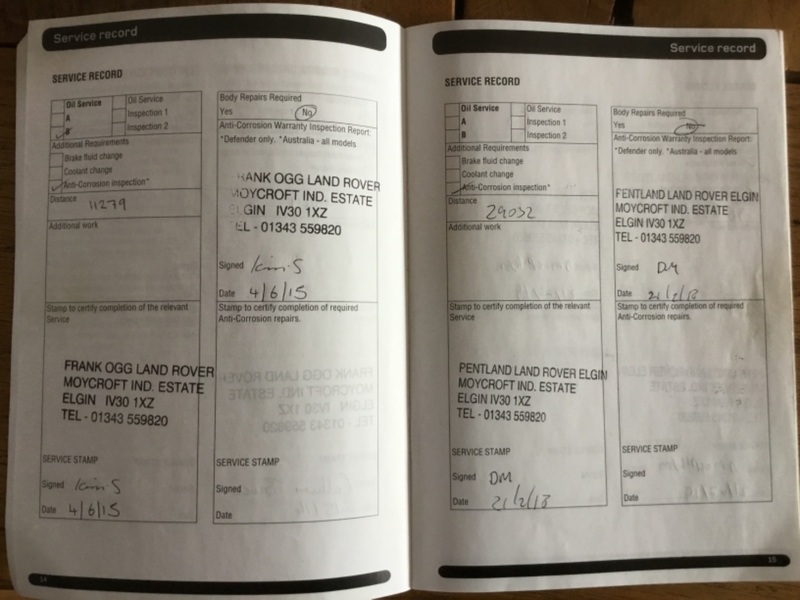 Service record
SERVICE RECORD
Oil Service
A
B
Oil Service
Inspection 1
Inspection 2
Additional Requirements
Brake fluid change
Coolant change
Anti-Corrosion inspection*
Distance
11279
Additional work
Stamp to certify completion of the relevant
Service
FRANK OGG LAND ROVER
MOYCROFT IND. ESTATE
ELGIN IV30 1XZ
TEL - 01343 559820
SERVICE STAMP
Signed Kim S
Date 4/6/15
Body Repairs Required
Yes No
Anti-Corrosion Warranty Inspection Report:
*Defender only. *Australia - all models
FRANK OGG LAND ROVER
MOYCROFT IND. ESTATE
ELGIN IV30 1XZ
TEL - 01343 559820
Signed Kim S
Date 4/6/15
Stamp to certify completion of required
Anti-Corrosion repairs.
SERVICE STAMP
Signed
Date
14
Service record
SERVICE RECORD
Oil Service
A
B
Oil Service
Inspection 1
Inspection 2
Additional Requirements
Brake fluid change
Coolant change
Anti-Corrosion inspection*
Distance
29032
Additional work
Stamp to certify completion of the relevant
Service
PENTLAND LAND ROVER ELGIN
MOYCROFT IND. ESTATE
ELGIN IV30 1XZ
TEL - 01343 559820
SERVICE STAMP
Signed DM
Date 21/2/18
Body Repairs Required
Yes No
Anti-Corrosion Warranty Inspection Report:
*Defender only. *Australia - all models
PENTLAND LAND ROVER ELGIN
MOYCROFT IND. ESTATE
ELGIN IV30 1XZ
TEL - 01343 559820
Signed DM
Date 21/2/18
Stamp to certify completion of required
Anti-Corrosion repairs.
SERVICE STAMP
Signed
Date
15